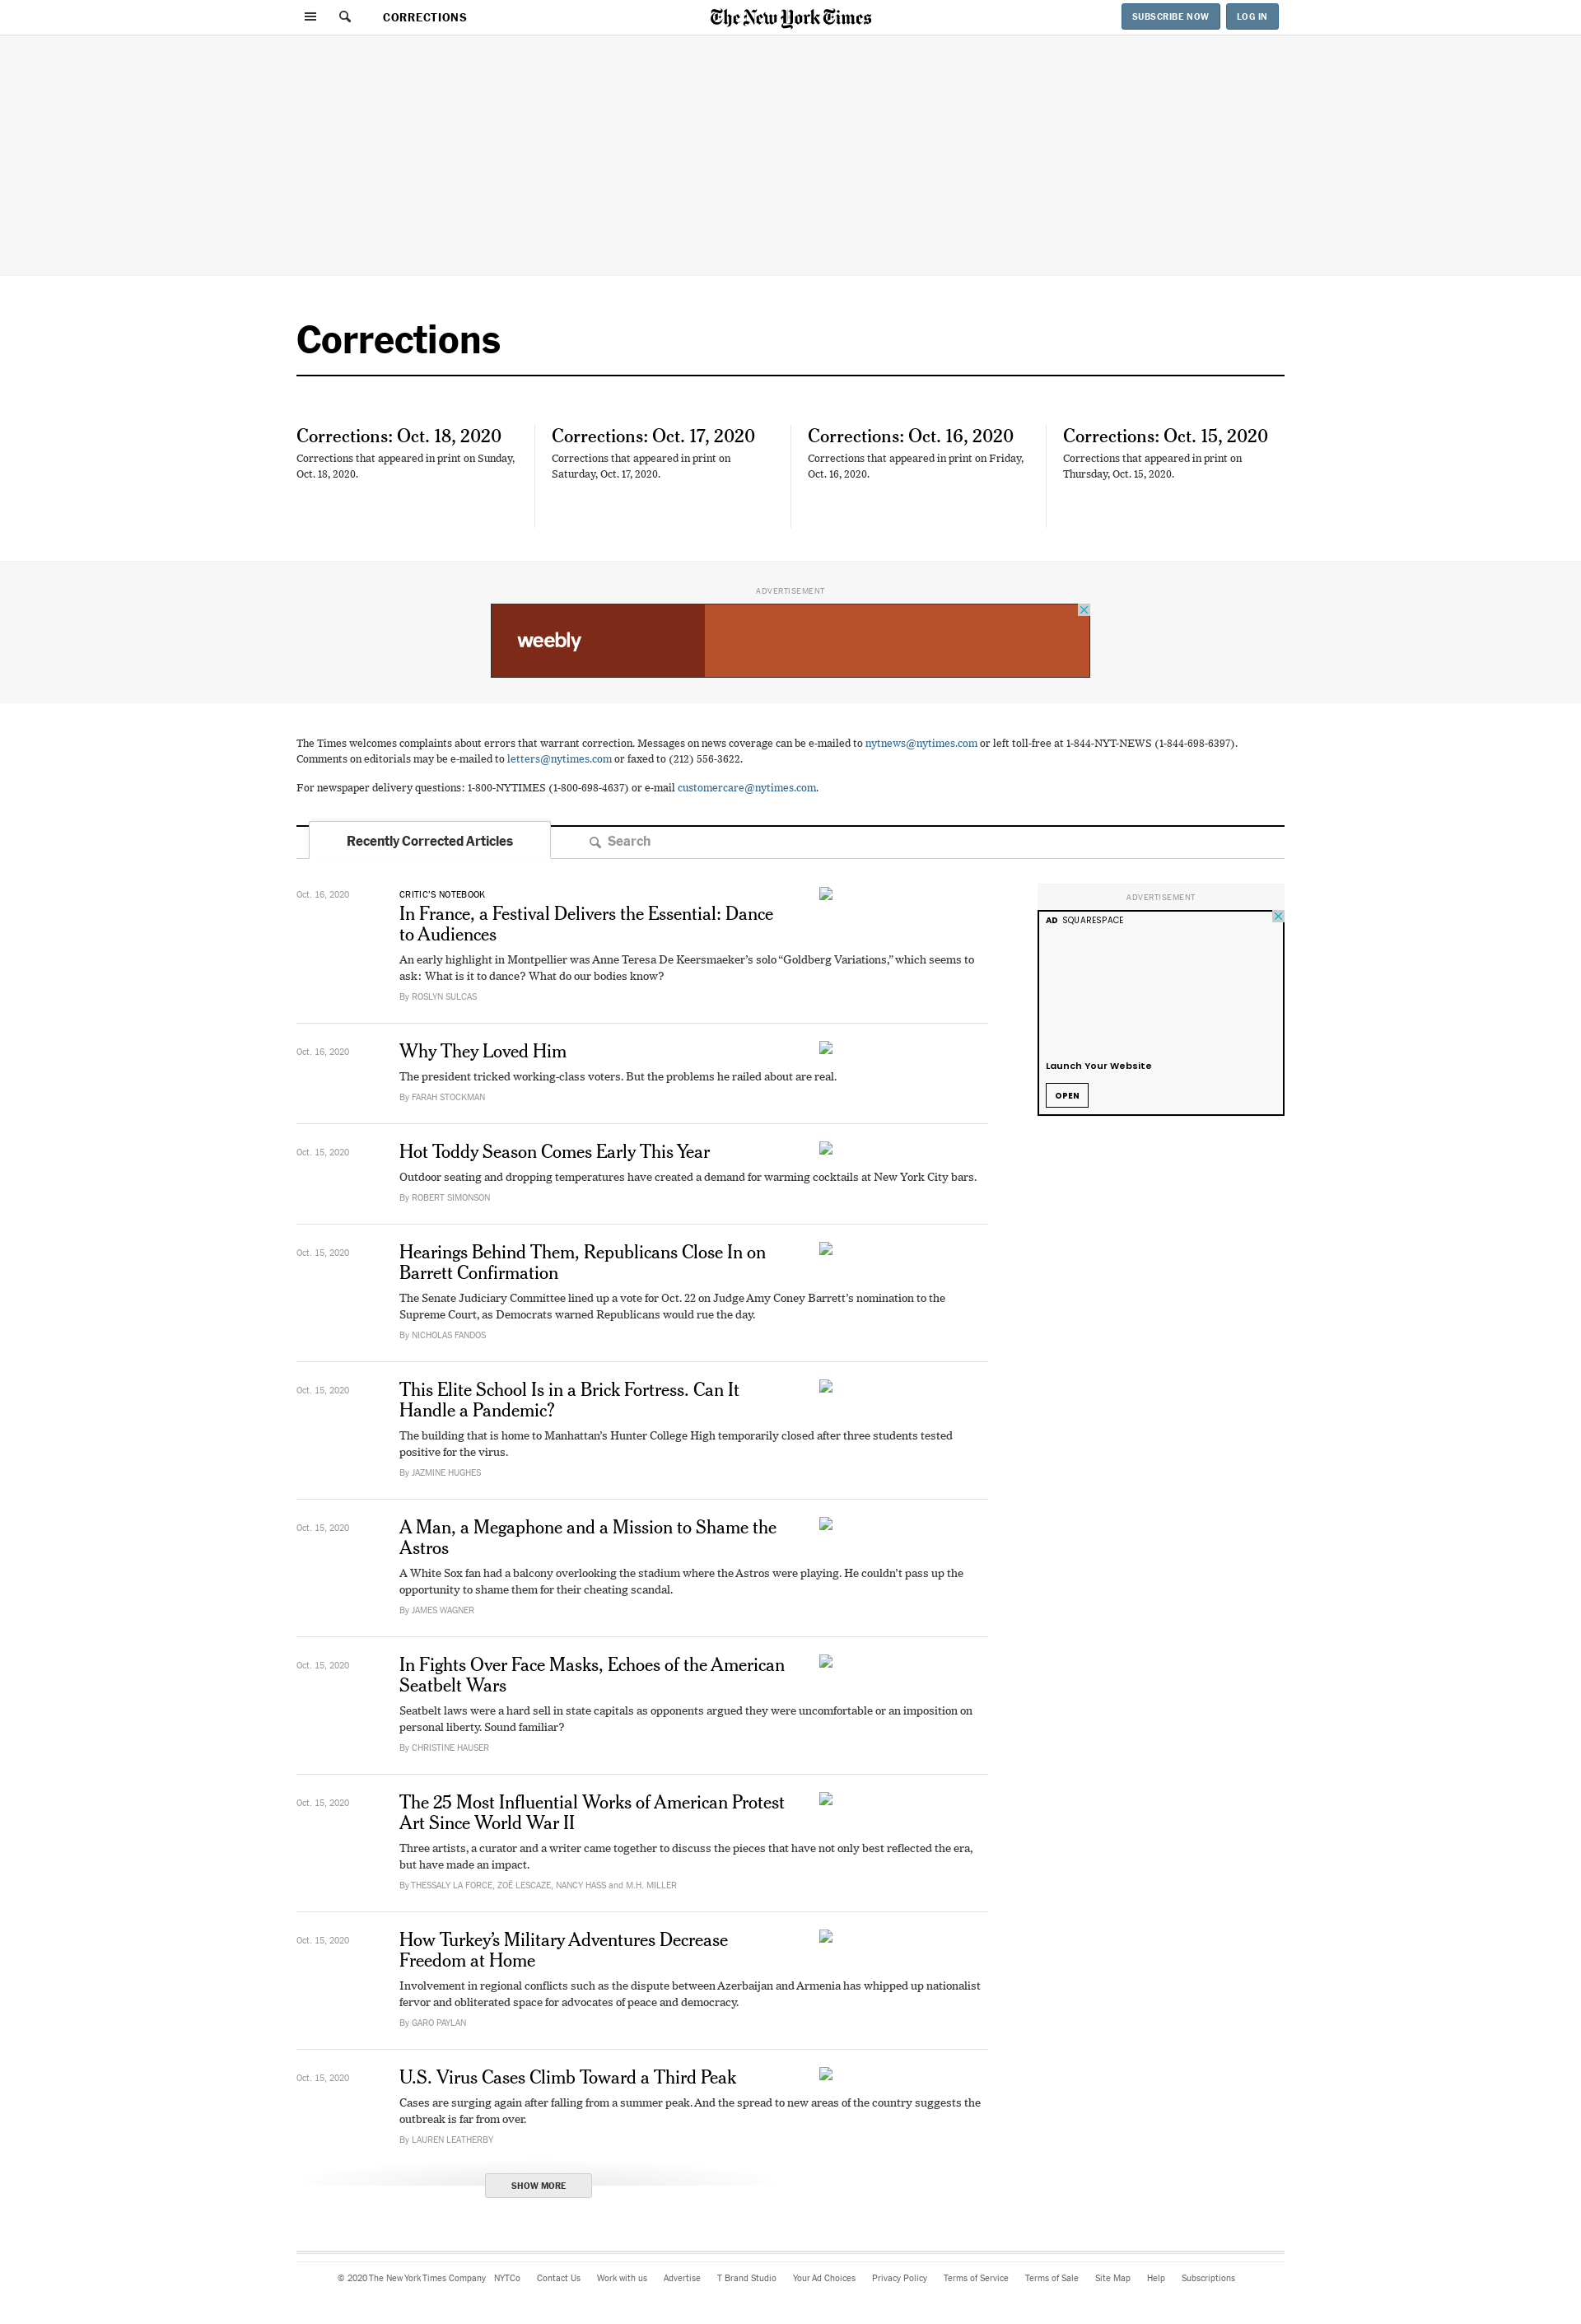 CORRECTIONS
The New York Times
SUBSCRIBE NOW
LOG IN
Corrections
Corrections: Oct. 18, 2020
Corrections that appeared in print on Sunday,
Oct. 18, 2020.
Corrections: Oct. 17, 2020
Corrections that appeared in print on
Saturday, Oct. 17, 2020.
Corrections: Oct. 16, 2020
Corrections that appeared in print on Friday,
Oct. 16, 2020.
Corrections: Oct. 15, 2020
Corrections that appeared in print on
Thursday, Oct. 15, 2020.
ADVERTISEMENT
weebly
The Times welcomes complaints about errors that warrant correction. Messages on news coverage can be e-mailed to nytnews@nytimes.com or left toll-free at 1-844-NYT-NEWS (1-844-698-6397).
Comments on editorials may be e-mailed to letters@nytimes.com or faxed to (212) 556-3622.
For newspaper delivery questions: 1-800-NYTIMES (1-800-698-4637) or e-mail customercare@nytimes.com.
Recently Corrected Articles
Search
Oct. 16, 2020
CRITIC’S NOTEBOOK
In France, a Festival Delivers the Essential: Dance
to Audiences
An early highlight in Montpellier was Anne Teresa De Keersmaeker’s solo “Goldberg Variations,” which seems to
ask: What is it to dance? What do our bodies know?
By ROSLYN SULCAS
Oct. 16, 2020
Why They Loved Him
The president tricked working-class voters. But the problems he railed about are real.
By FARAH STOCKMAN
Oct. 15, 2020
Hot Toddy Season Comes Early This Year
Outdoor seating and dropping temperatures have created a demand for warming cocktails at New York City bars.
By ROBERT SIMONSON
Oct. 15, 2020
Hearings Behind Them, Republicans Close In on
Barrett Confirmation
The Senate Judiciary Committee lined up a vote for Oct. 22 on Judge Amy Coney Barrett’s nomination to the
Supreme Court, as Democrats warned Republicans would rue the day.
By NICHOLAS FANDOS
Oct. 15, 2020
This Elite School Is in a Brick Fortress. Can It
Handle a Pandemic?
The building that is home to Manhattan’s Hunter College High temporarily closed after three students tested
positive for the virus.
By JAZMINE HUGHES
Oct. 15, 2020
A Man, a Megaphone and a Mission to Shame the
Astros
A White Sox fan had a balcony overlooking the stadium where the Astros were playing. He couldn’t pass up the
opportunity to shame them for their cheating scandal.
By JAMES WAGNER
Oct. 15, 2020
In Fights Over Face Masks, Echoes of the American
Seatbelt Wars
Seatbelt laws were a hard sell in state capitals as opponents argued they were uncomfortable or an imposition on
personal liberty. Sound familiar?
By CHRISTINE HAUSER
Oct. 15, 2020
The 25 Most Influential Works of American Protest
Art Since World War II
Three artists, a curator and a writer came together to discuss the pieces that have not only best reflected the era,
but have made an impact.
By THESSALY LA FORCE, ZOË LESCAZE, NANCY HASS and M.H. MILLER
Oct. 15, 2020
How Turkey’s Military Adventures Decrease
Freedom at Home
Involvement in regional conflicts such as the dispute between Azerbaijan and Armenia has whipped up nationalist
fervor and obliterated space for advocates of peace and democracy.
By GARO PAYLAN
Oct. 15, 2020
U.S. Virus Cases Climb Toward a Third Peak
Cases are surging again after falling from a summer peak. And the spread to new areas of the country suggests the
outbreak is far from over.
By LAUREN LEATHERBY
SHOW MORE
ADVERTISEMENT
AD SQUARESPACE
Launch Your Website
OPEN
© 2020 The New York Times Company NYTCo Contact Us Work with us Advertise T Brand Studio Your Ad Choices Privacy Policy Terms of Service Terms of Sale Site Map Help Subscriptions